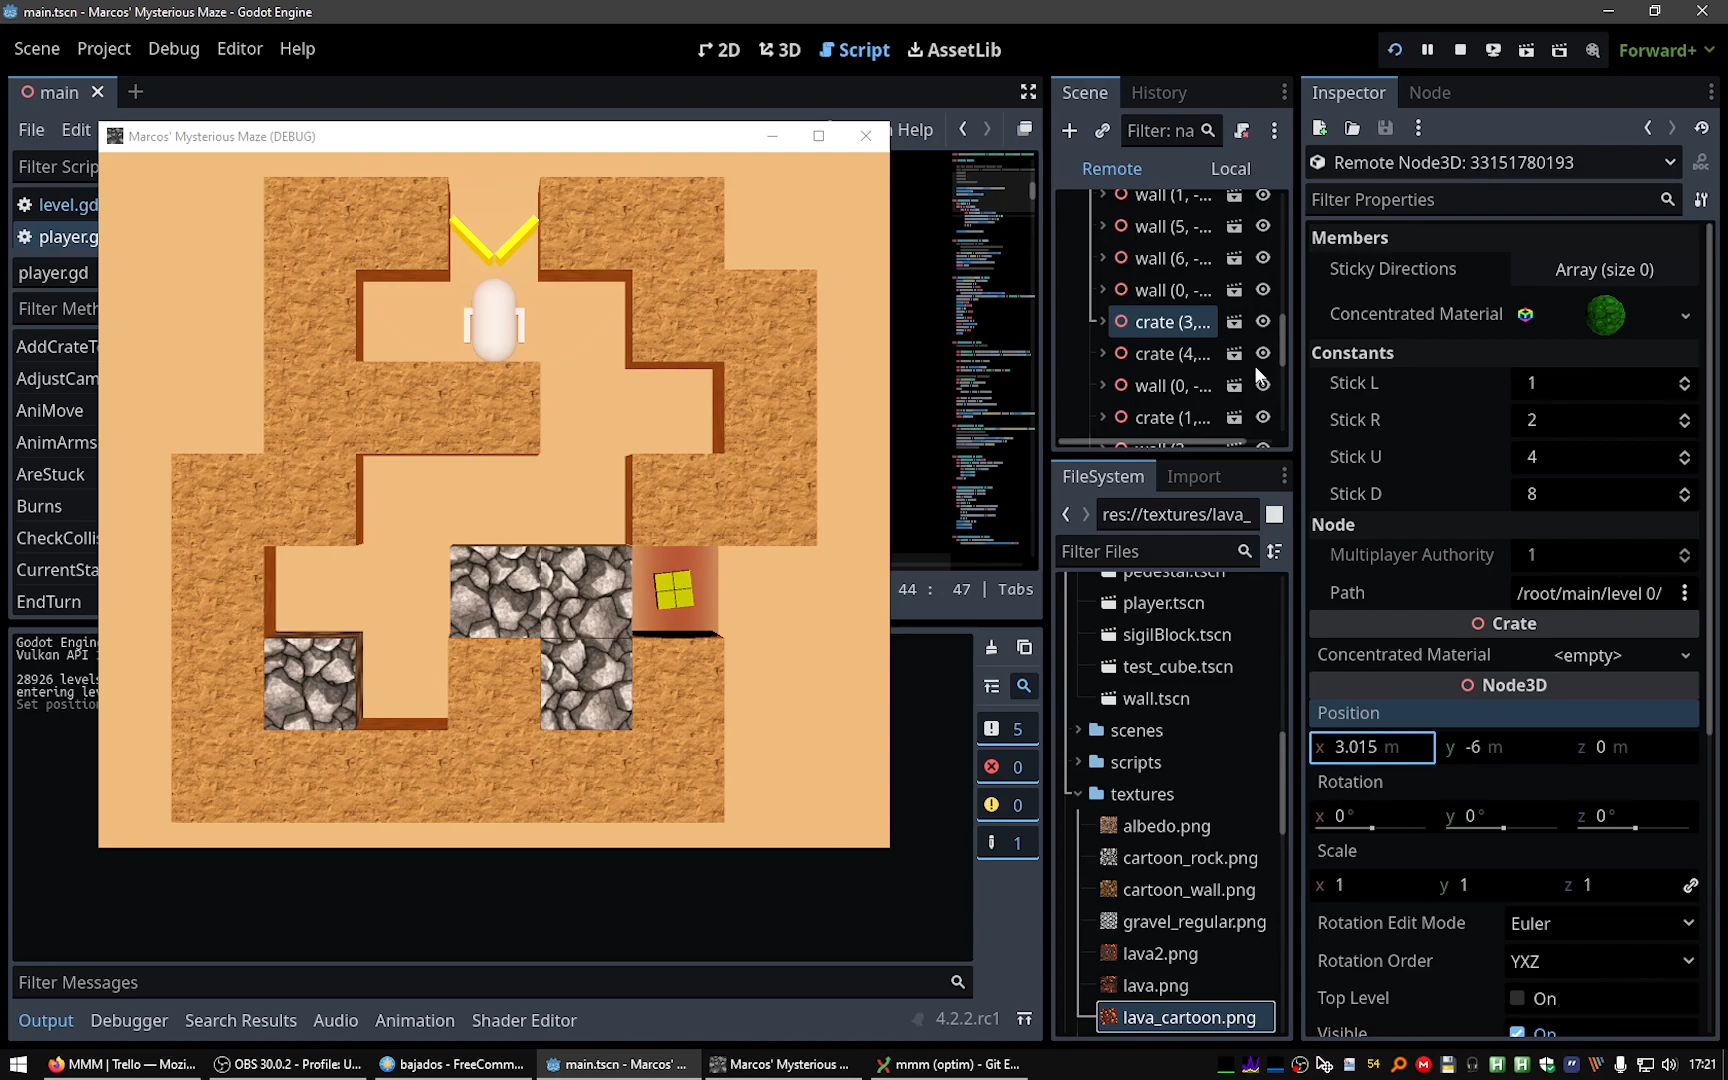 main.tscn - Marcos' Mysterious Maze - Godot Engine
Scene Project Debug Editor Help
2D 3D Script AssetLib
Forward+
main
File Edit
Help
Filter Scrip
level.gd
player.g
player.gd
Filter Meth
AddCrateT
AdjustCam
AniMove
AnimArms
AreStuck
Burns
CheckColli
CurrentSta
EndTurn
Marcos' Mysterious Maze (DEBUG)
44 : 47 | Tabs
Godot Engin
Vulkan API
28926 levels
entering le
Set position
5
0
0
1
Filter Messages
Output Debugger Search Results Audio Animation Shader Editor
4.2.2.rc1
Scene History
Filter: na
Remote Local
wall (1, -...
wall (5, -...
wall (6, -...
wall (0, -...
crate (3,...
crate (4,...
wall (0, -...
crate (1,...
FileSystem Import
res://textures/lava_
Filter Files
pedestal.tscn
player.tscn
sigilBlock.tscn
test_cube.tscn
wall.tscn
scenes
scripts
textures
albedo.png
cartoon_rock.png
cartoon_wall.png
gravel_regular.png
lava2.png
lava.png
lava_cartoon.png
Inspector Node
Remote Node3D: 33151780193
DOC
Filter Properties
Members
Sticky Directions Array (size 0)
Concentrated Material
Constants
Stick L 1
Stick R 2
Stick U 4
Stick D 8
Node
Multiplayer Authority 1
Path /root/main/level 0/
Crate
Concentrated Material <empty>
Node3D
Position
x 3.015 m y -6 m z 0 m
Rotation
x 0° y 0° z 0°
Scale
x 1 y 1 z 1
Rotation Edit Mode Euler
Rotation Order YXZ
Top Level On
Visible On
MMM | Trello — Mozi...
OBS 30.0.2 - Profile: U...
bajados - FreeComm...
main.tscn - Marcos' ...
Marcos' Mysterious ...
mmm (optim) - Git E...
54
17:21